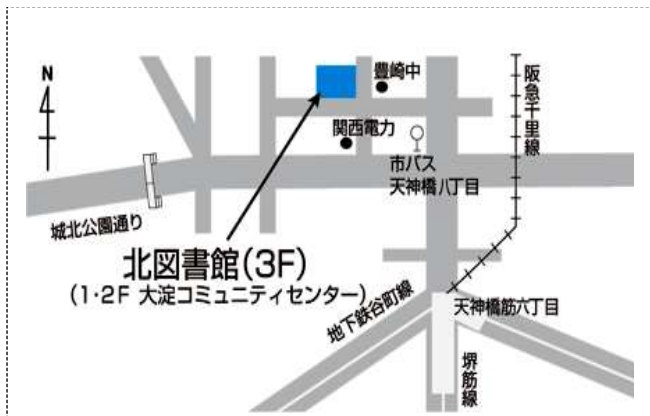 N
豊崎中
阪急千里線
関西電力
市バス
天神橋八丁目
城北公園通り
北図書館(3F)
(1・2F 大淀コミュニティセンター)
地下鉄谷町線
天神橋筋六丁目
堺筋線